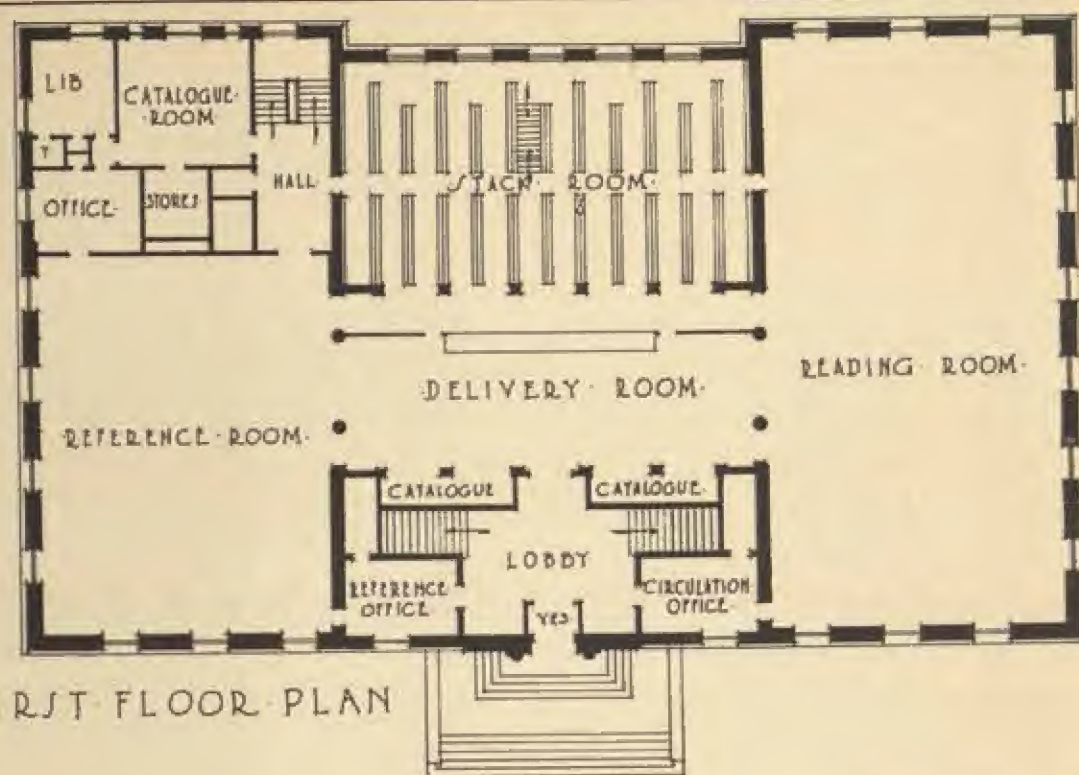 LIB
CATALOGUE·
·ROOM·
T
OFFICE·
STORES
HALL
STACK· ROOM·
·DELIVERY· ROOM·
READING· ROOM·
REFERENCE· ROOM·
CATALOGUE
CATALOGUE·
LOBBY
REFERENCE
OFFICE·
CIRCULATION
OFFICE·
VES
RST· FLOOR· PLAN